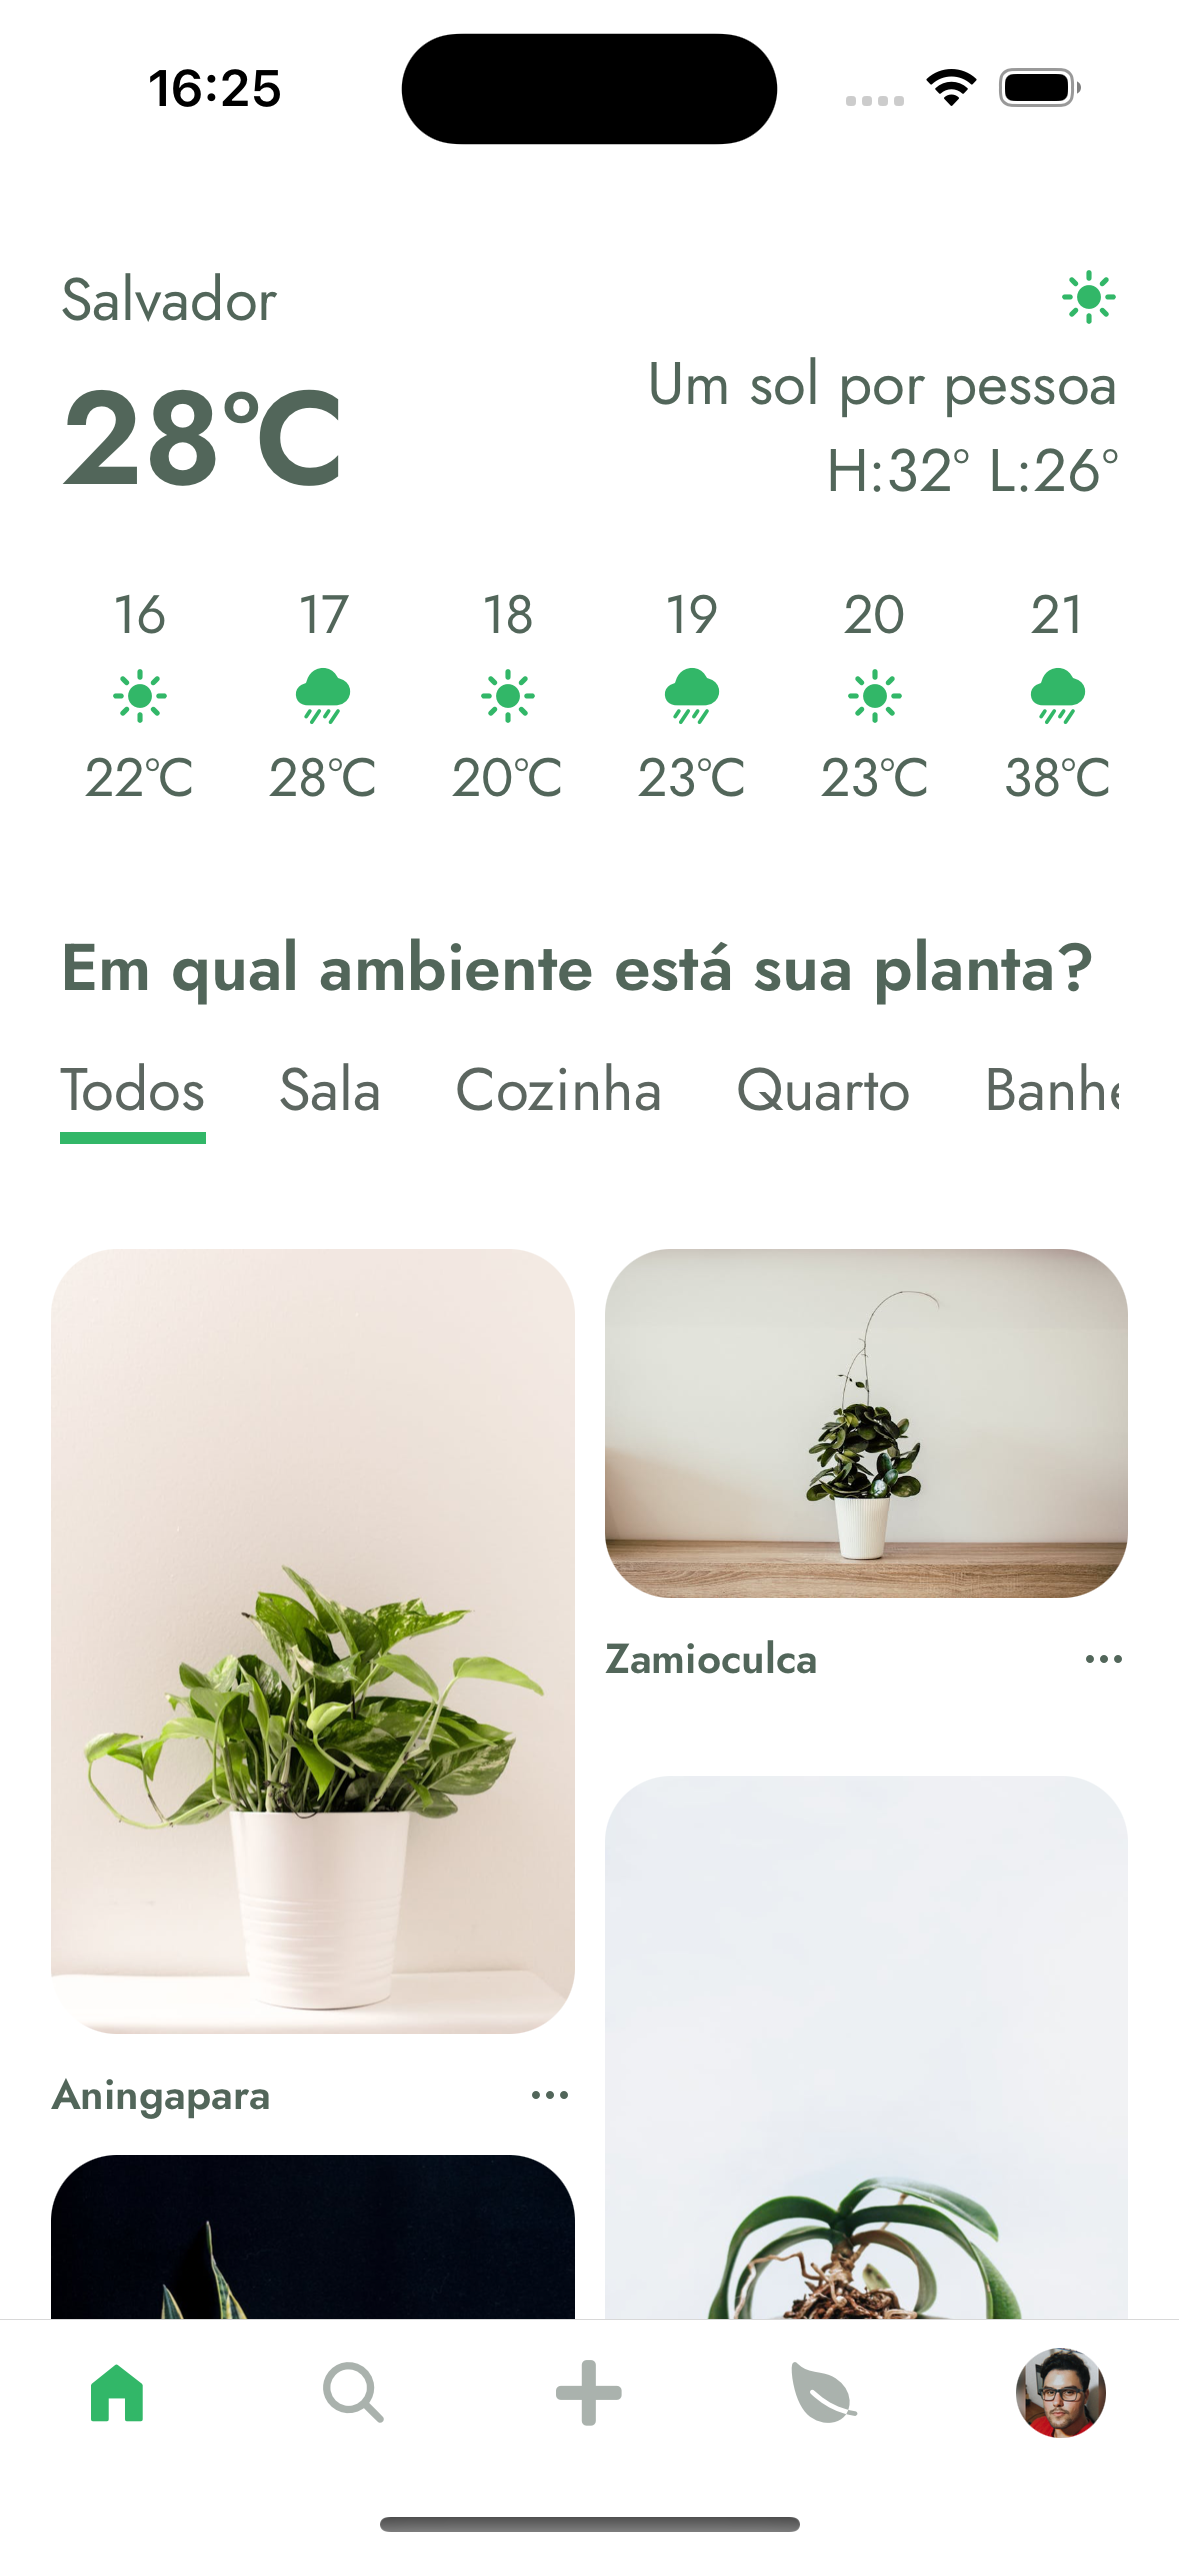 16:25
Salvador
28°C
Um sol por pessoa
H:32° L:26°
16 17 18 19 20 21
22°C 28°C 20°C 23°C 23°C 38°C
Em qual ambiente está sua planta?
Todos Sala Cozinha Quarto Banhe
Zamioculca
Aningapara